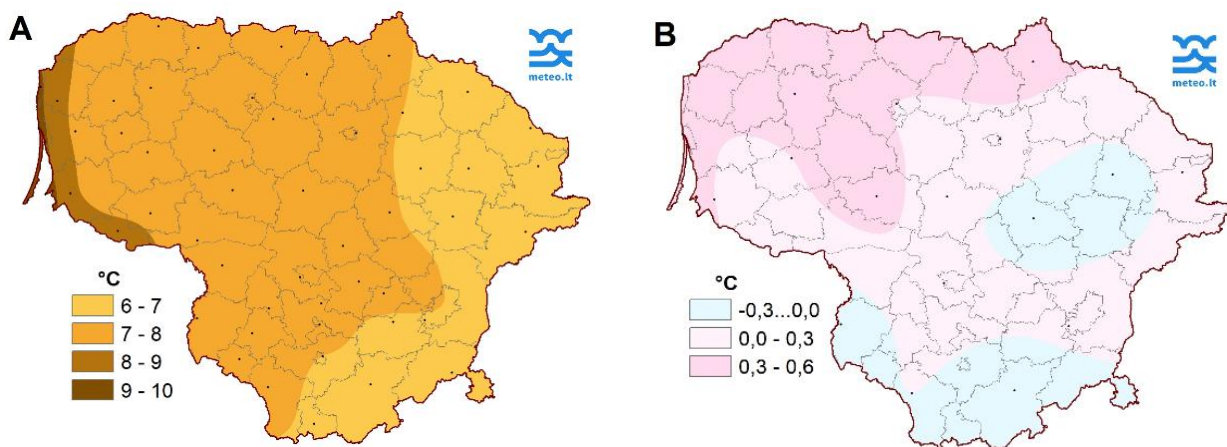 A
meteo.lt
°C
6 - 7
7 - 8
8 - 9
9 - 10
B
meteo.lt
°C
-0,3...0,0
0,0 - 0,3
0,3 - 0,6